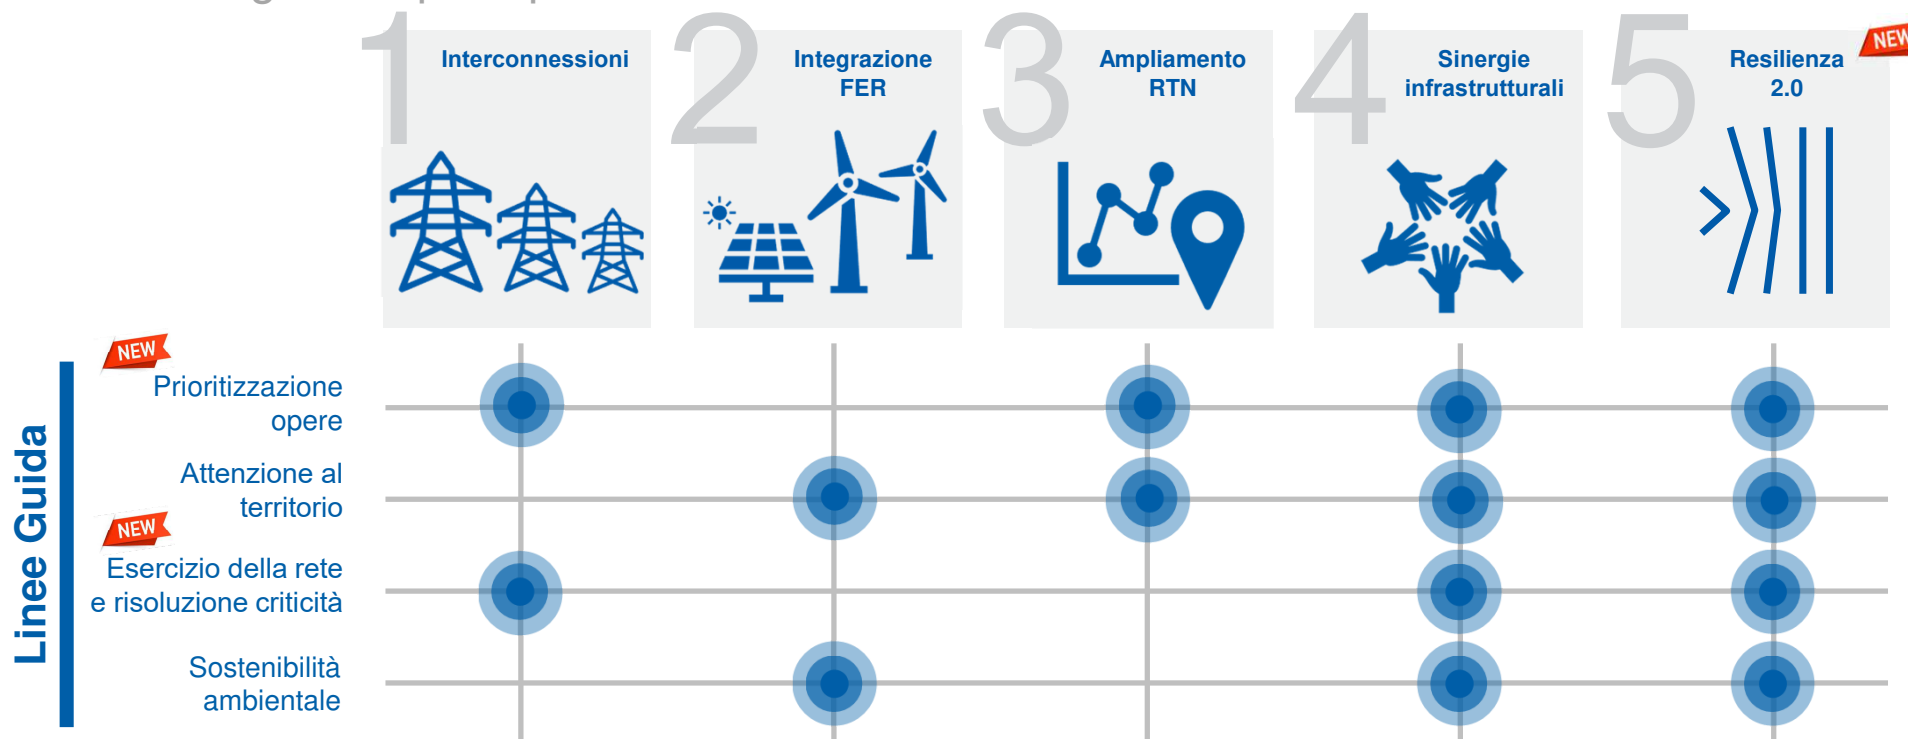 1
Interconnessioni
2
Integrazione
FER
3
Ampliamento
RTN
4
Sinergie
infrastrutturali
5
Resilienza
2.0
NEW
Linee Guida
NEW
Prioritizzazione
opere
Attenzione al
territorio
NEW
Esercizio della rete
e risoluzione criticità
Sostenibilità
ambientale